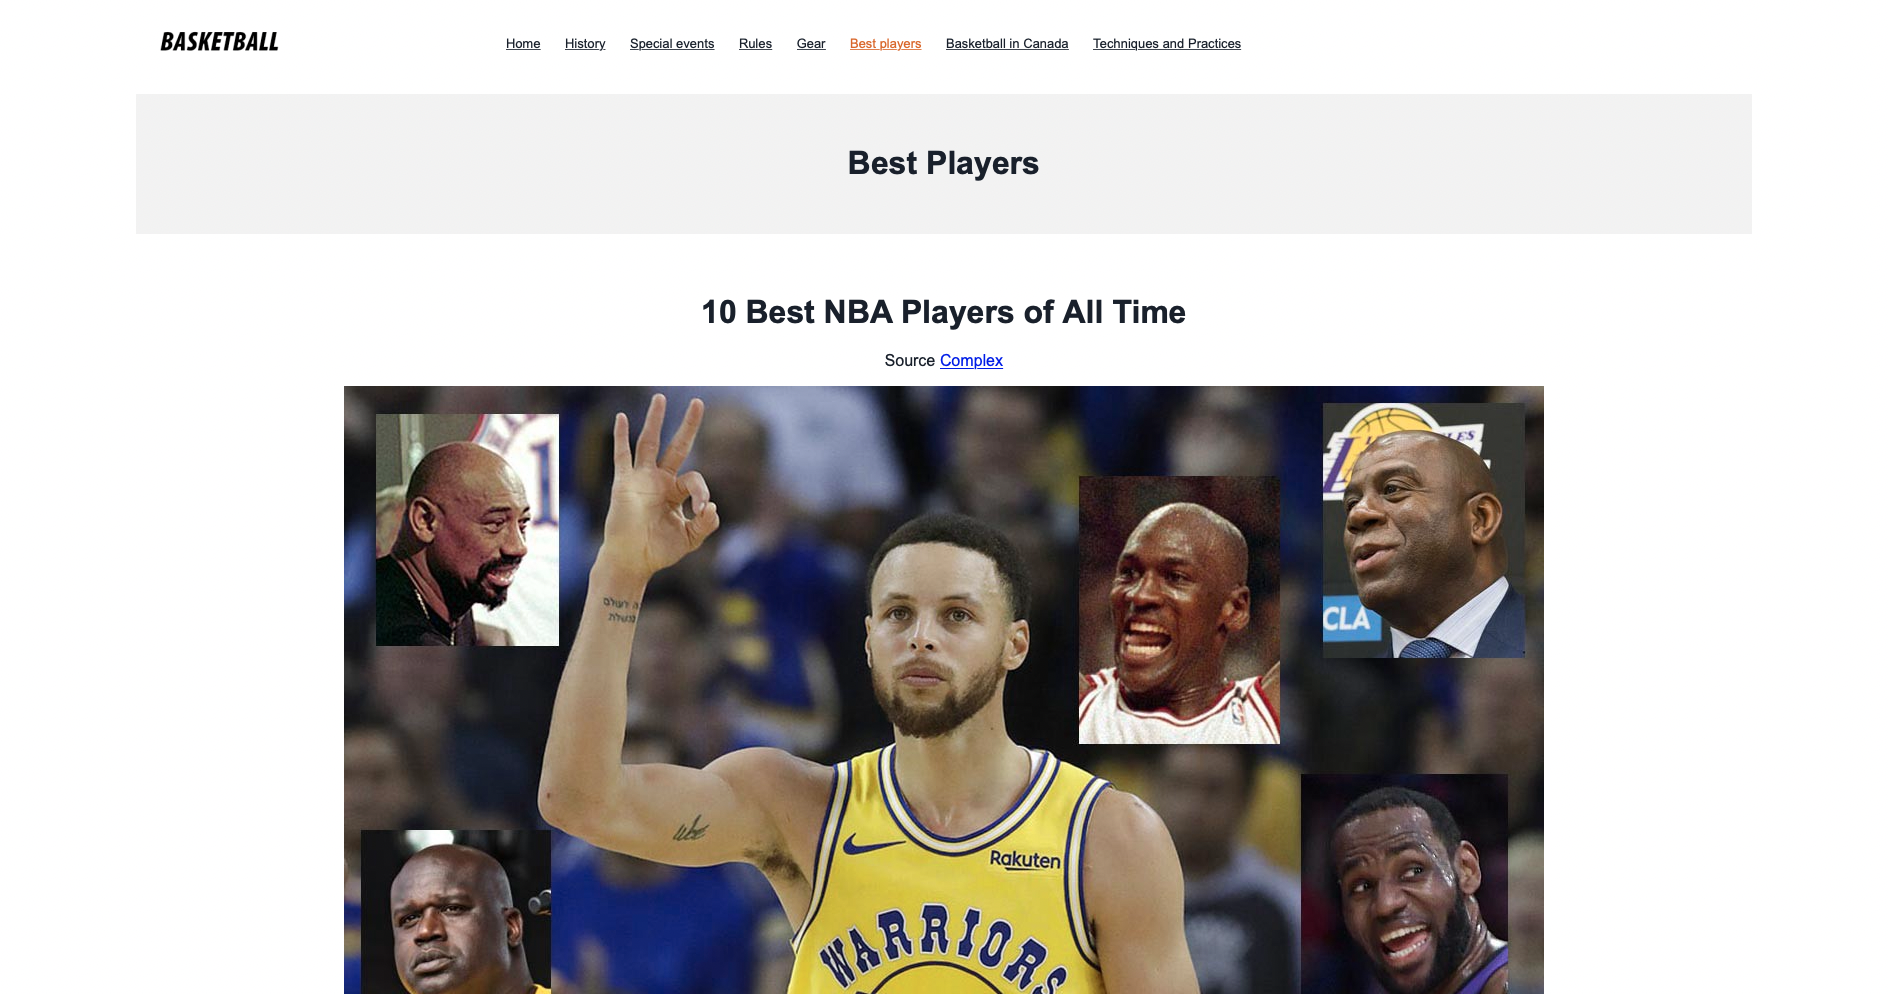 BASKETBALL
Home History Special events Rules Gear Best players Basketball in Canada Techniques and Practices
Best Players
10 Best NBA Players of All Time
Source Complex
CLA
Rakuten
WARRIORS